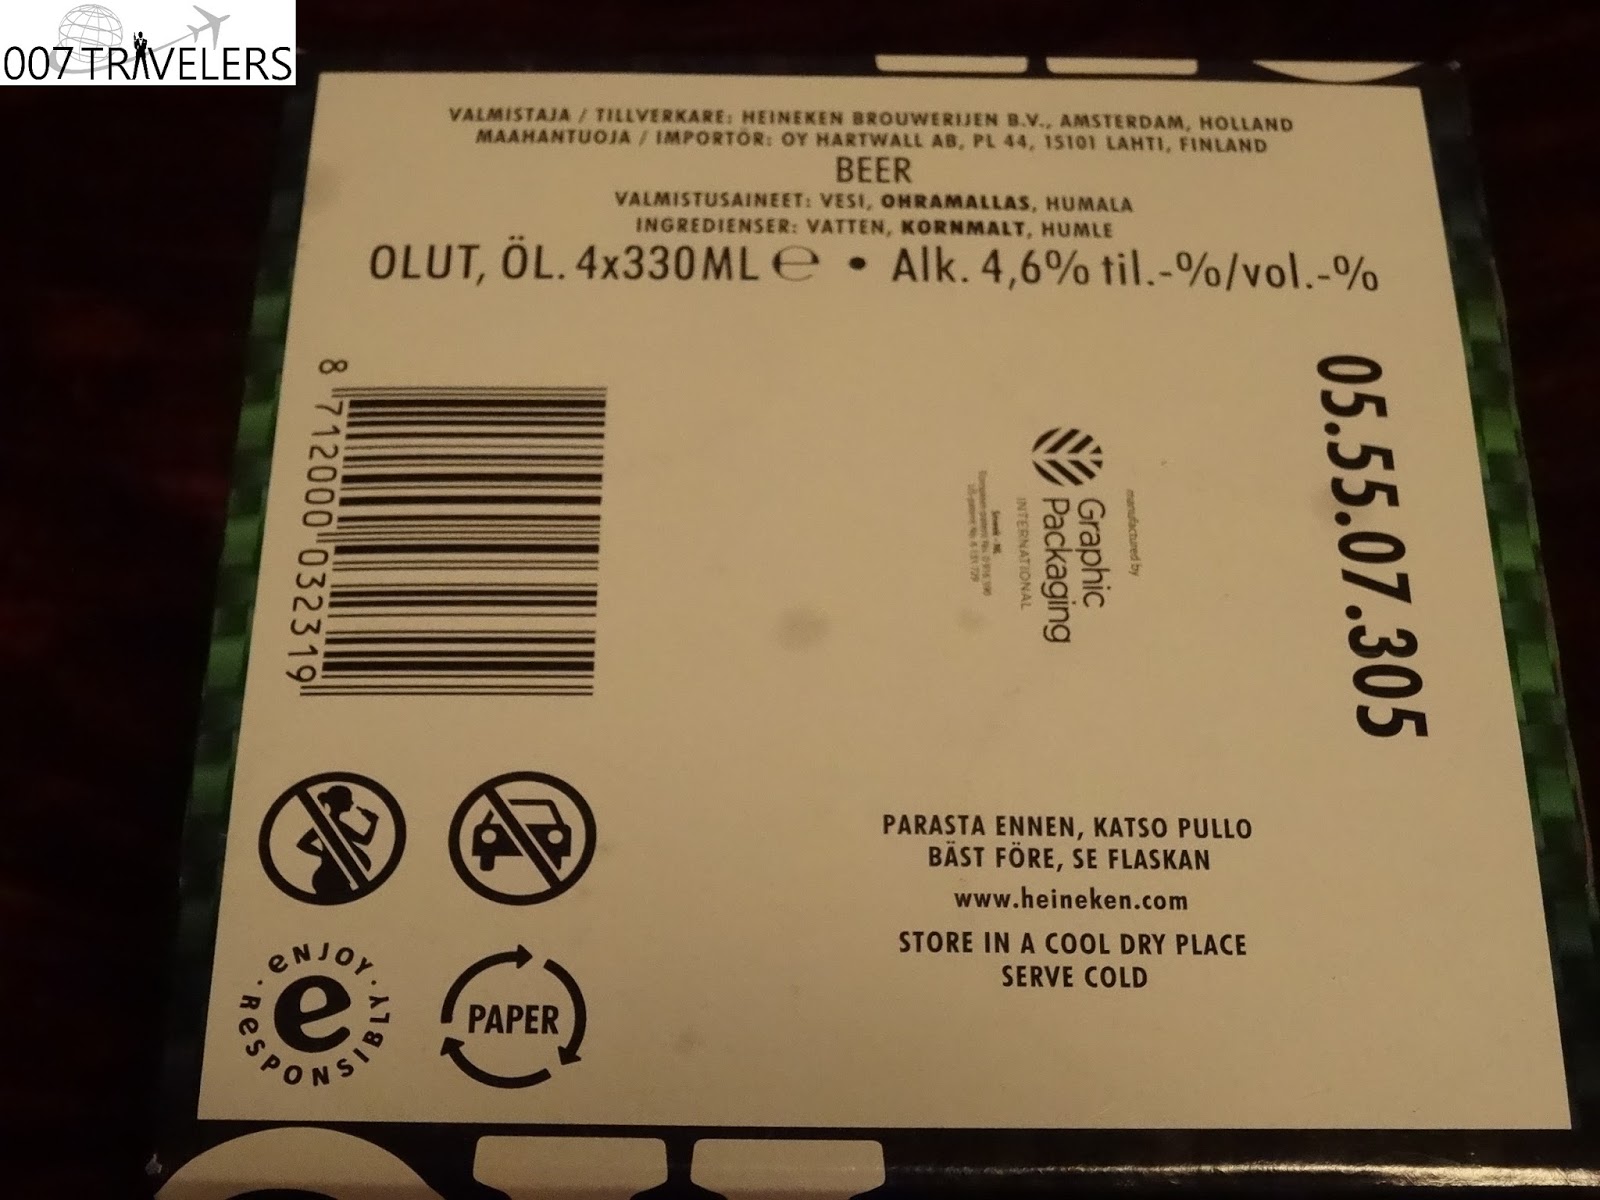 007 TRAVELERS
VALMISTAJA / TILLVERKARE: HEINEKEN BROUWERIJEN B.V., AMSTERDAM, HOLLAND
MAAHANTUOJA / IMPORTÖR: OY HARTWALL AB, PL 44, 15101 LAHTI, FINLAND
BEER
VALMISTUSAINEET: VESI, OHRAMALLAS, HUMALA
INGREDIENSER: VATTEN, KORNMALT, HUMLE
OLUT, ÖL. 4x330ML ℮ • Alk. 4,6% til.-%/vol.-%
8 712000 032319
manufactured by
Graphic
Packaging
INTERNATIONAL
05.55.07.305
PARASTA ENNEN, KATSO PULLO
BÄST FÖRE, SE FLASKAN
www.heineken.com
STORE IN A COOL DRY PLACE
SERVE COLD
eNJOY · ReSPONSIBLY ·
e
PAPER